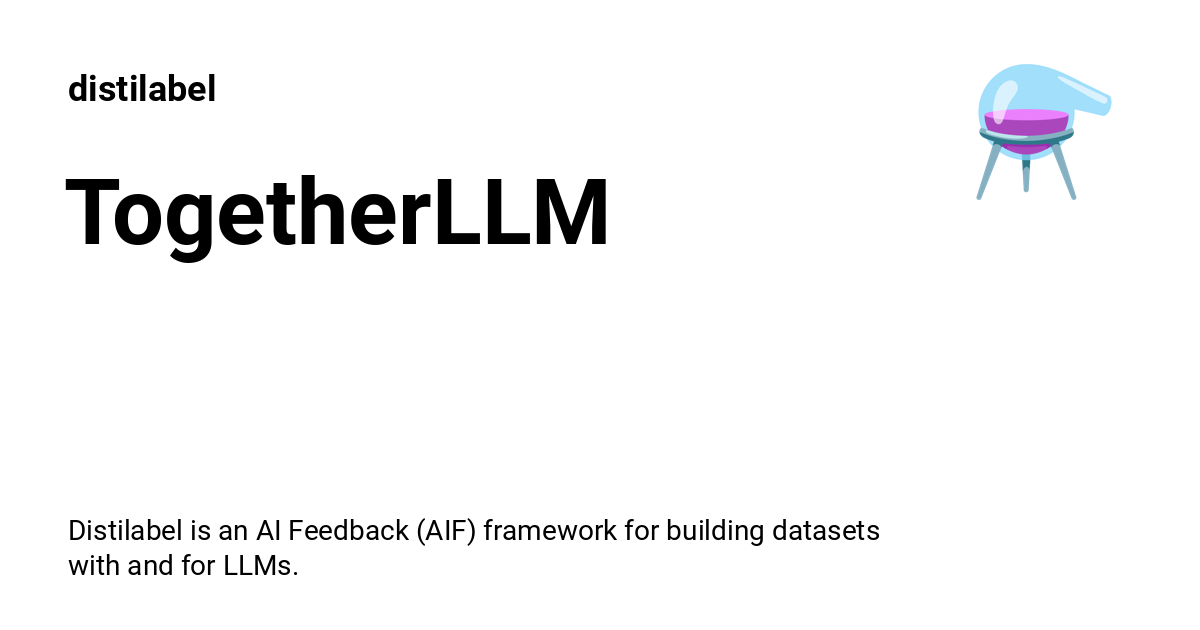 distilabel
TogetherLLM
Distilabel is an AI Feedback (AIF) framework for building datasets
with and for LLMs.